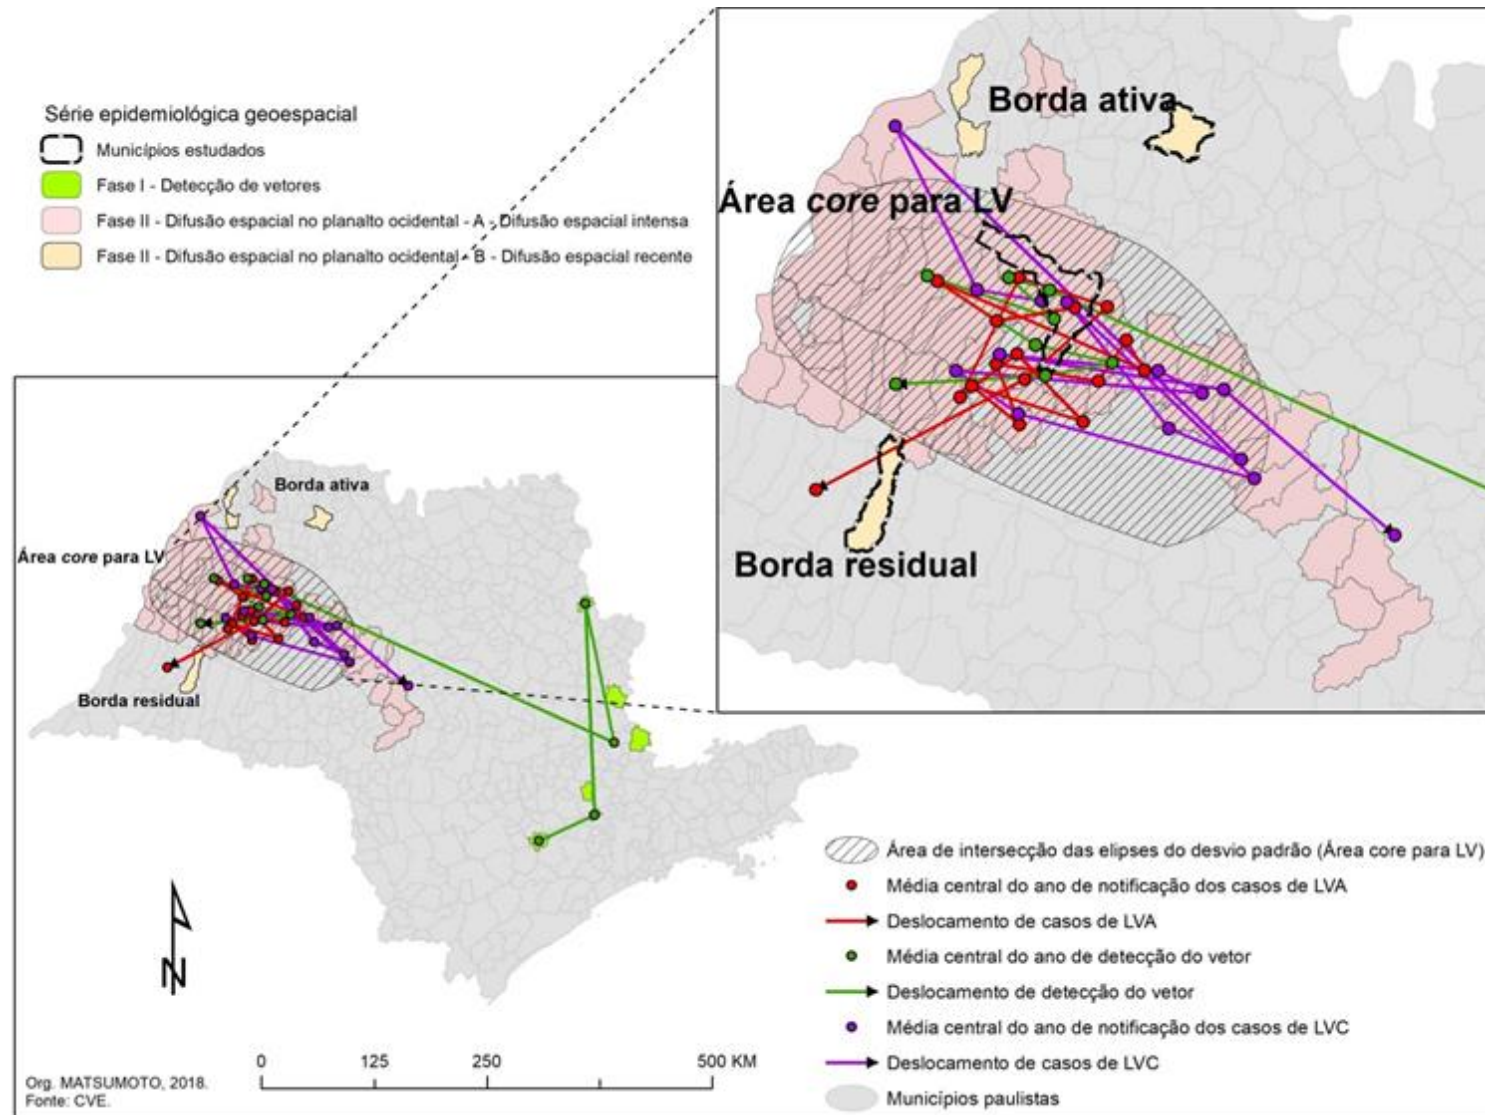 Série epidemiológica geoespacial
Municípios estudados
Fase I - Detecção de vetores
Fase II - Difusão espacial no planalto ocidental - A - Difusão espacial intensa
Fase II - Difusão espacial no planalto ocidental - B - Difusão espacial recente
Borda ativa
Área core para LV
Borda residual
Borda ativa
Área core para LV
Borda residual
N
0 125 250 500 KM
Org. MATSUMOTO, 2018.
Fonte: CVE.
Área de intersecção das elipses do desvio padrão (Área core para LV)
Média central do ano de notificação dos casos de LVA
Deslocamento de casos de LVA
Média central do ano de detecção do vetor
Deslocamento de detecção do vetor
Média central do ano de notificação dos casos de LVC
Deslocamento de casos de LVC
Municípios paulistas